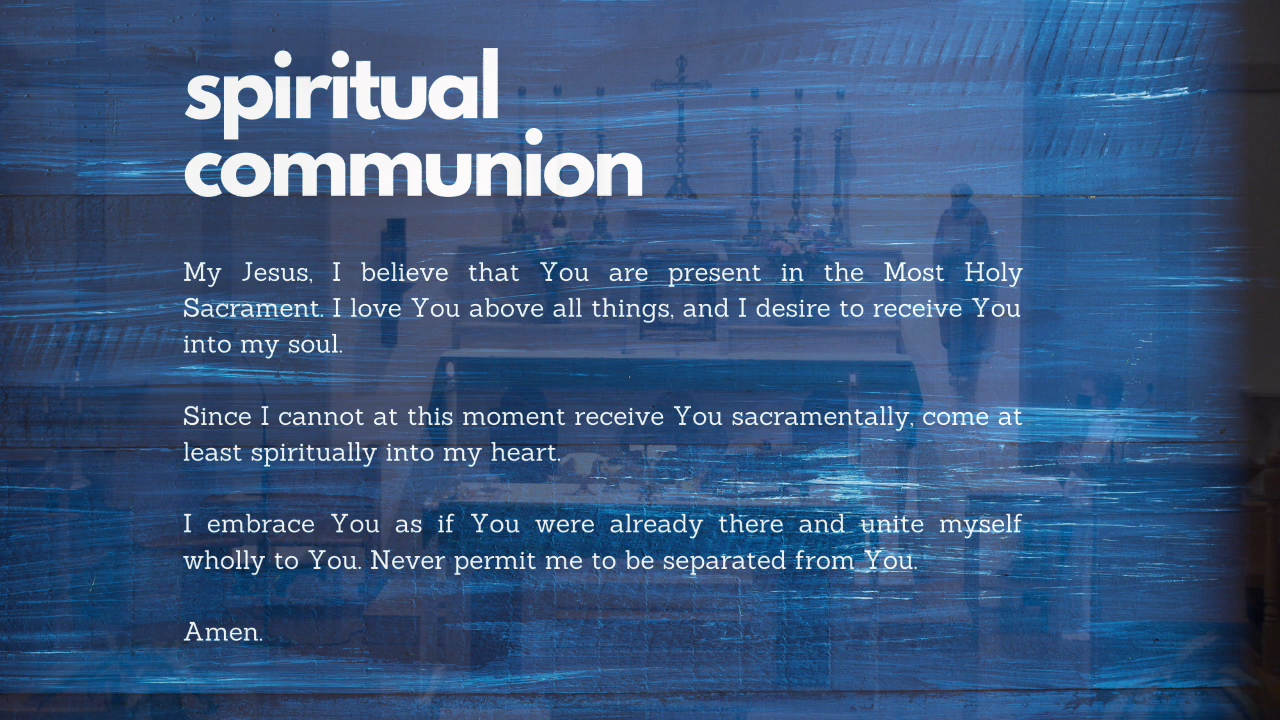 spiritual
communion
My Jesus, I believe that You are present in the Most Holy
Sacrament. I love You above all things, and I desire to receive You
into my soul.
Since I cannot at this moment receive You sacramentally, come at
least spiritually into my heart.
I embrace You as if You were already there and unite myself
wholly to You. Never permit me to be separated from You.
Amen.